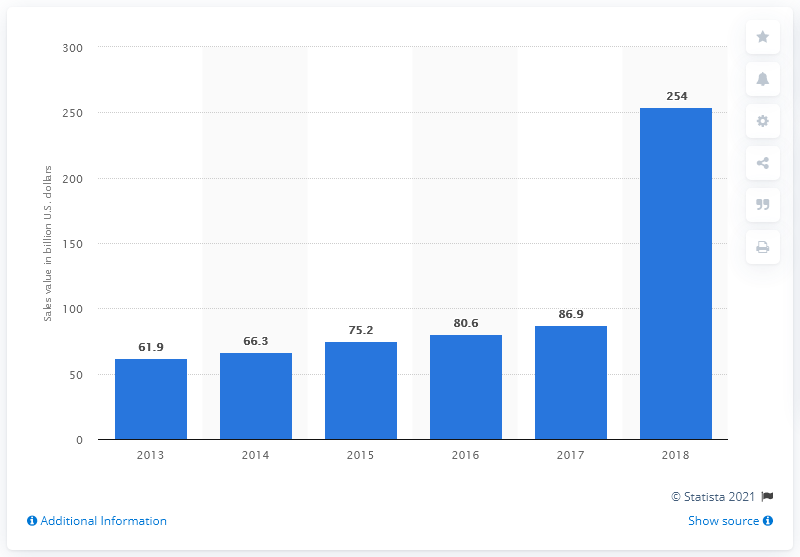 300
250
200
150
100
50
0
Sales value in billion U.S. dollars
61.9
66.3
75.2
80.6
86.9
254
2013 2014 2015 2016 2017 2018
© Statista 2021
Additional Information
Show source